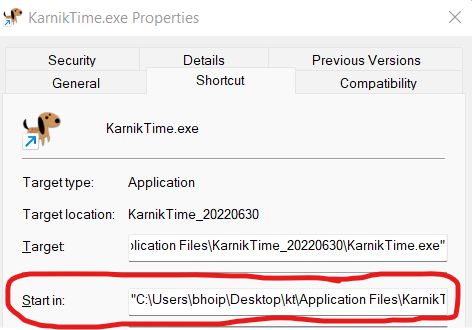 KarnikTime.exe Properties
Security Details Previous Versions
General Shortcut Compatibility
KarnikTime.exe
Target type: Application
Target location: KarnikTime_20220630
Target: plication Files\KarnikTime_20220630\KarnikTime.exe"
Start in: "C:\Users\bhoip\Desktop\kt\Application Files\KarnikT